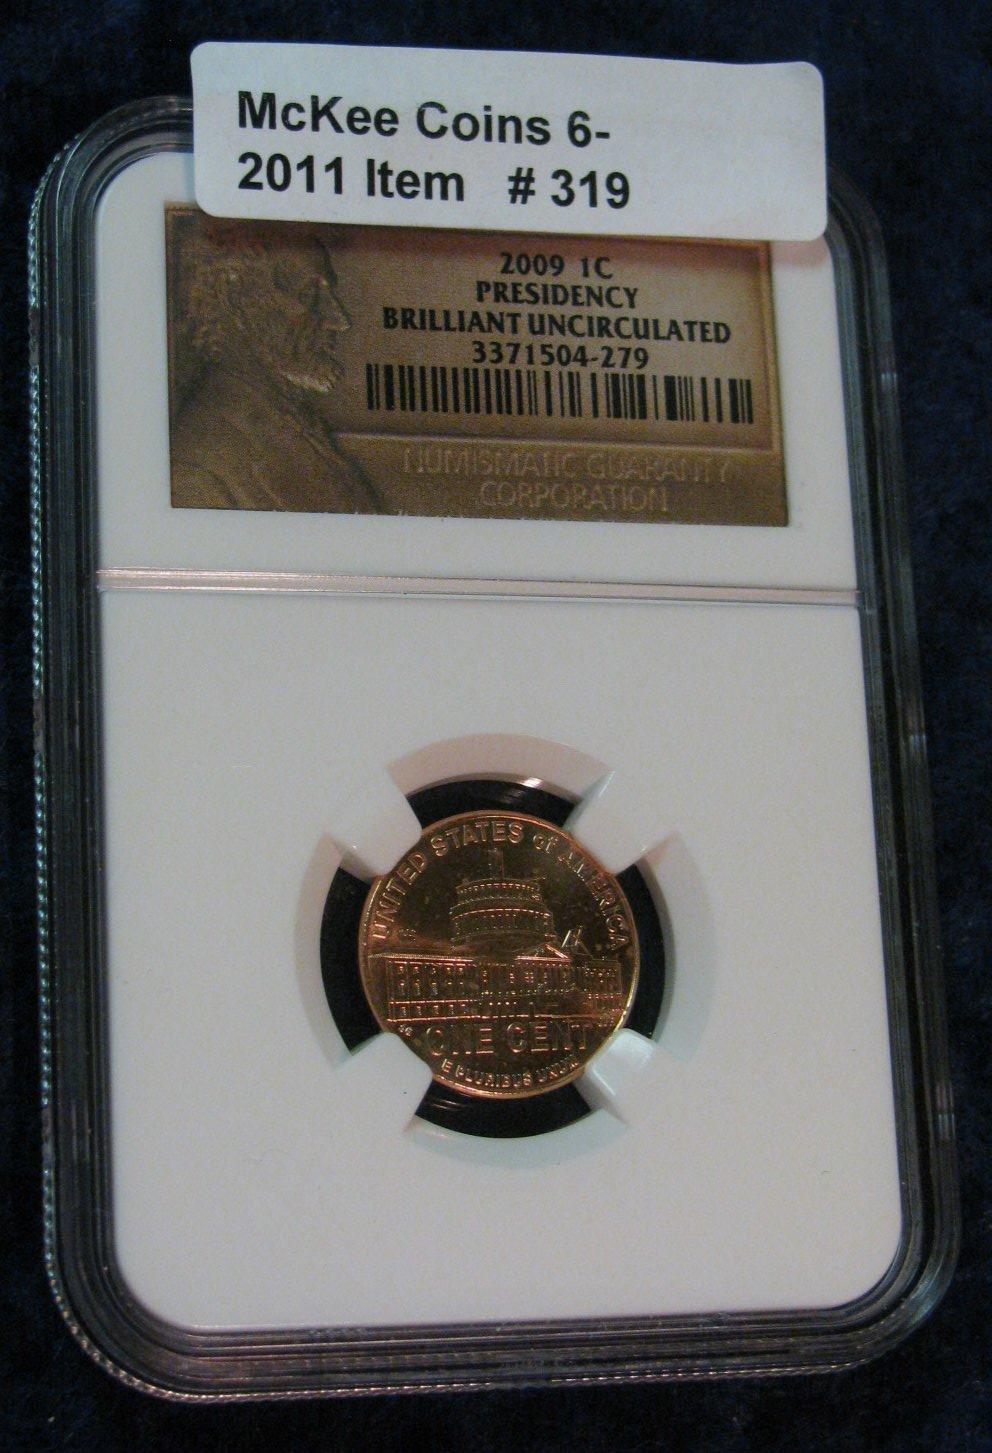 McKee Coins 6-
2011 Item # 319
2009 1C
PRESIDENCY
BRILLIANT UNCIRCULATED
3371504-279
NUMISMATIC GUARANTY
CORPORATION
UNITED STATES of AMERICA
ONE CENT
E PLURIBUS UNUM